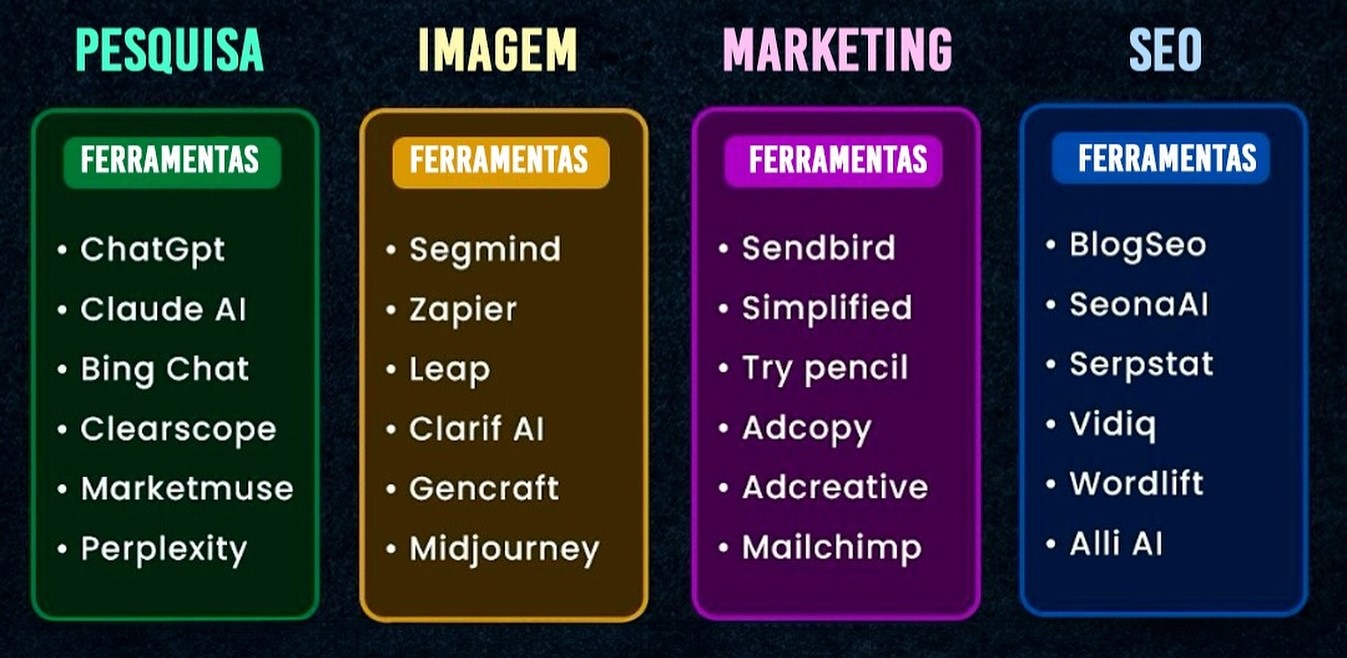 PESQUISA
FERRAMENTAS
• ChatGpt
• Claude AI
• Bing Chat
• Clearscope
• Marketmuse
• Perplexity
IMAGEM
FERRAMENTAS
• Segmind
• Zapier
• Leap
• Clarif AI
• Gencraft
• Midjourney
MARKETING
FERRAMENTAS
• Sendbird
• Simplified
• Try pencil
• Adcopy
• Adcreative
• Mailchimp
SEO
FERRAMENTAS
• BlogSeo
• SeonaAI
• Serpstat
• Vidiq
• Wordlift
• Alli AI